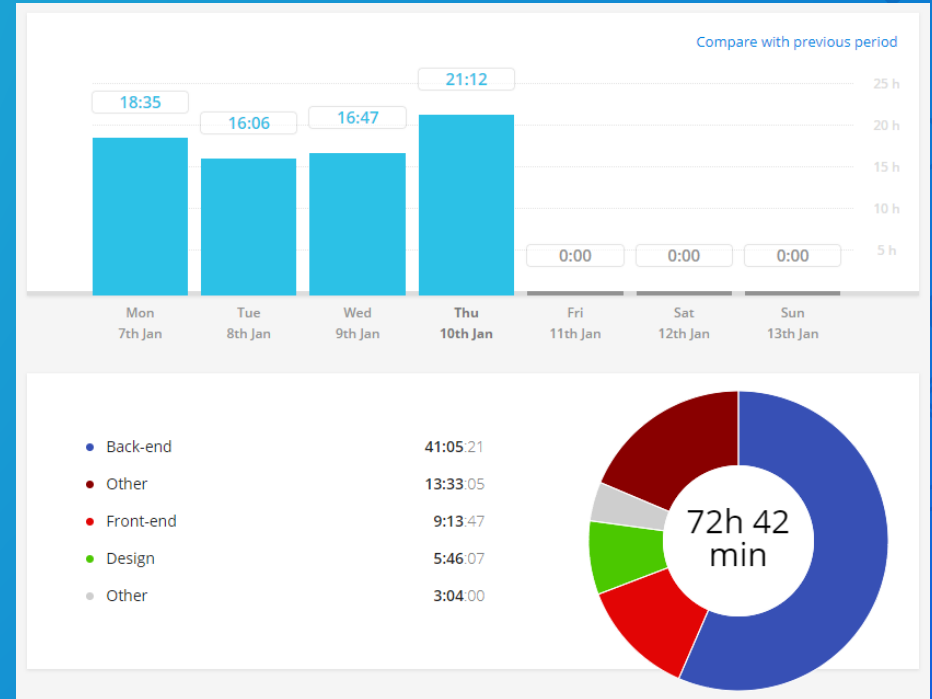 Compare with previous period
25 h
20 h
15 h
10 h
5 h
18:35
16:06
16:47
21:12
0:00
0:00
0:00
Mon
7th Jan
Tue
8th Jan
Wed
9th Jan
Thu
10th Jan
Fri
11th Jan
Sat
12th Jan
Sun
13th Jan
Back-end 41:05:21
Other 13:33:05
Front-end 9:13:47
Design 5:46:07
Other 3:04:00
72h 42
min